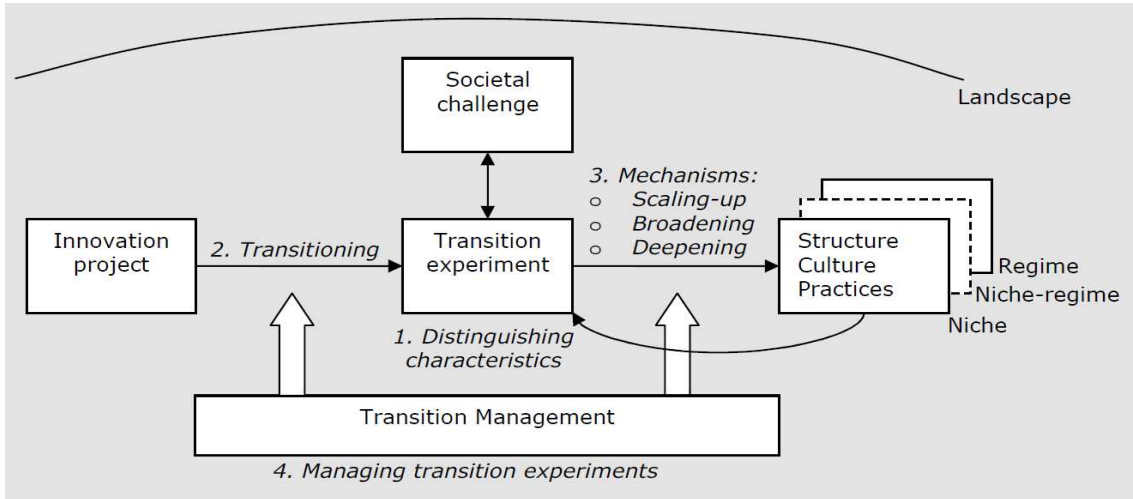 Societal
challenge
Landscape
3. Mechanisms:
o Scaling-up
o Broadening
o Deepening
Innovation
project
2. Transitioning
Transition
experiment
Structure
Culture
Practices
Regime
Niche-regime
Niche
1. Distinguishing
characteristics
Transition Management
4. Managing transition experiments